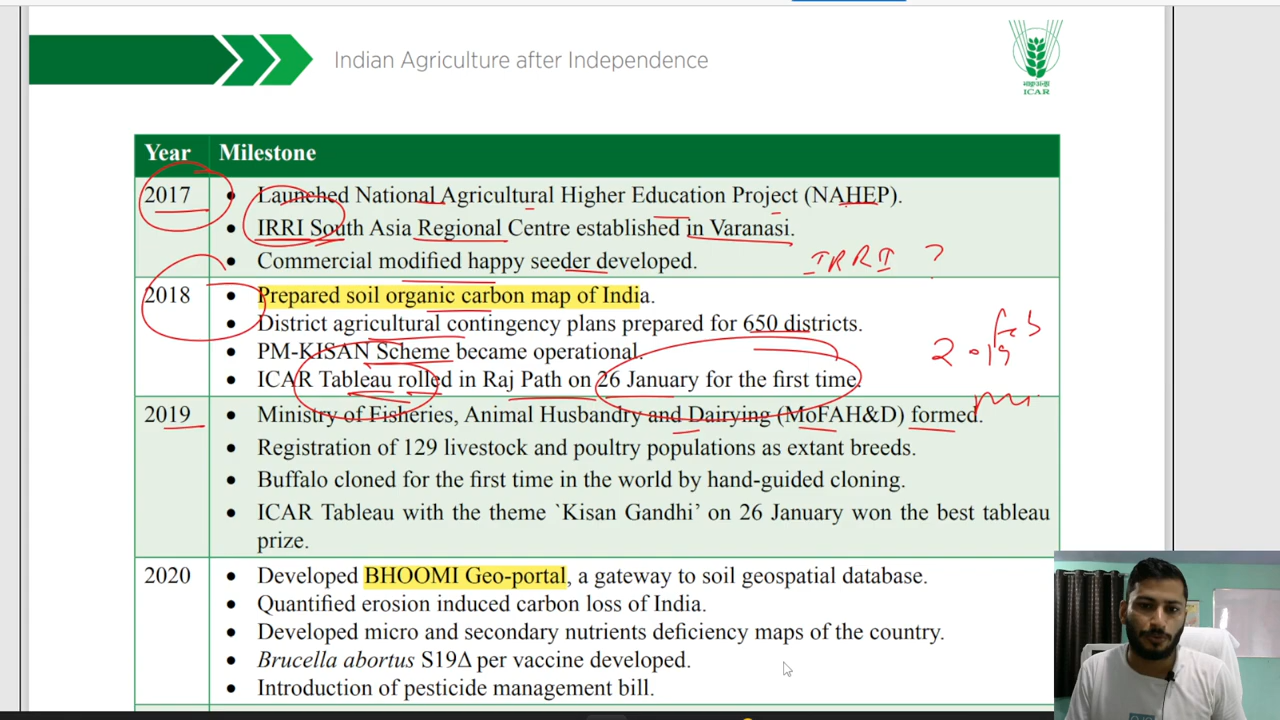 Indian Agriculture after Independence
भाकृअनुप
ICAR
Year Milestone
2017 • Launched National Agricultural Higher Education Project (NAHEP).
• IRRI South Asia Regional Centre established in Varanasi.
• Commercial modified happy seeder developed.
IRRI ?
2018 • Prepared soil organic carbon map of India.
• District agricultural contingency plans prepared for 650 districts.
Feb
2019
• PM-KISAN Scheme became operational.
• ICAR Tableau rolled in Raj Path on 26 January for the first time.
2019 • Ministry of Fisheries, Animal Husbandry and Dairying (MoFAH&D) formed.
• Registration of 129 livestock and poultry populations as extant breeds.
• Buffalo cloned for the first time in the world by hand-guided cloning.
• ICAR Tableau with the theme `Kisan Gandhi’ on 26 January won the best tableau
prize.
2020 • Developed BHOOMI Geo-portal, a gateway to soil geospatial database.
• Quantified erosion induced carbon loss of India.
• Developed micro and secondary nutrients deficiency maps of the country.
• Brucella abortus S19Δ per vaccine developed.
• Introduction of pesticide management bill.